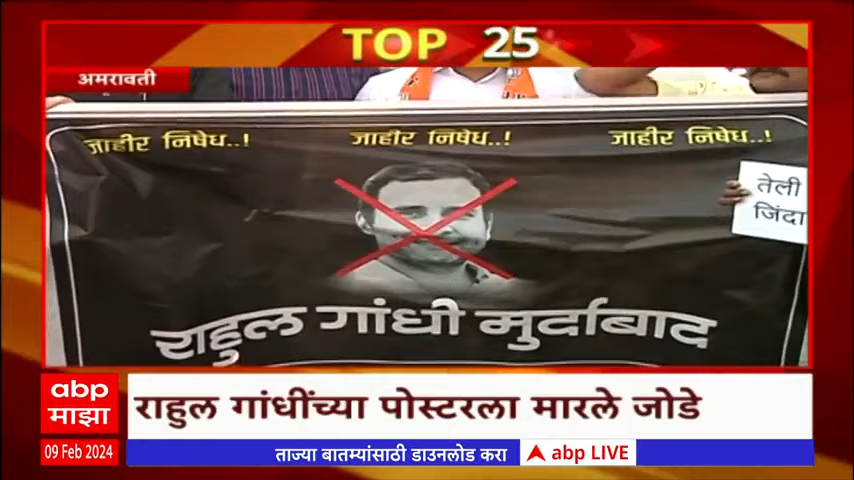 TOP 25
अमरावती
जाहीर निषेध..! जाहीर निषेध..! जाहीर निषेध..!
तेली
जिंदा
राहुल गांधी मुर्दाबाद
abp
माझा
राहुल गांधींच्या पोस्टरला मारले जोडे
09 Feb 2024
ताज्या बातम्यांसाठी डाउनलोड करा abp LIVE